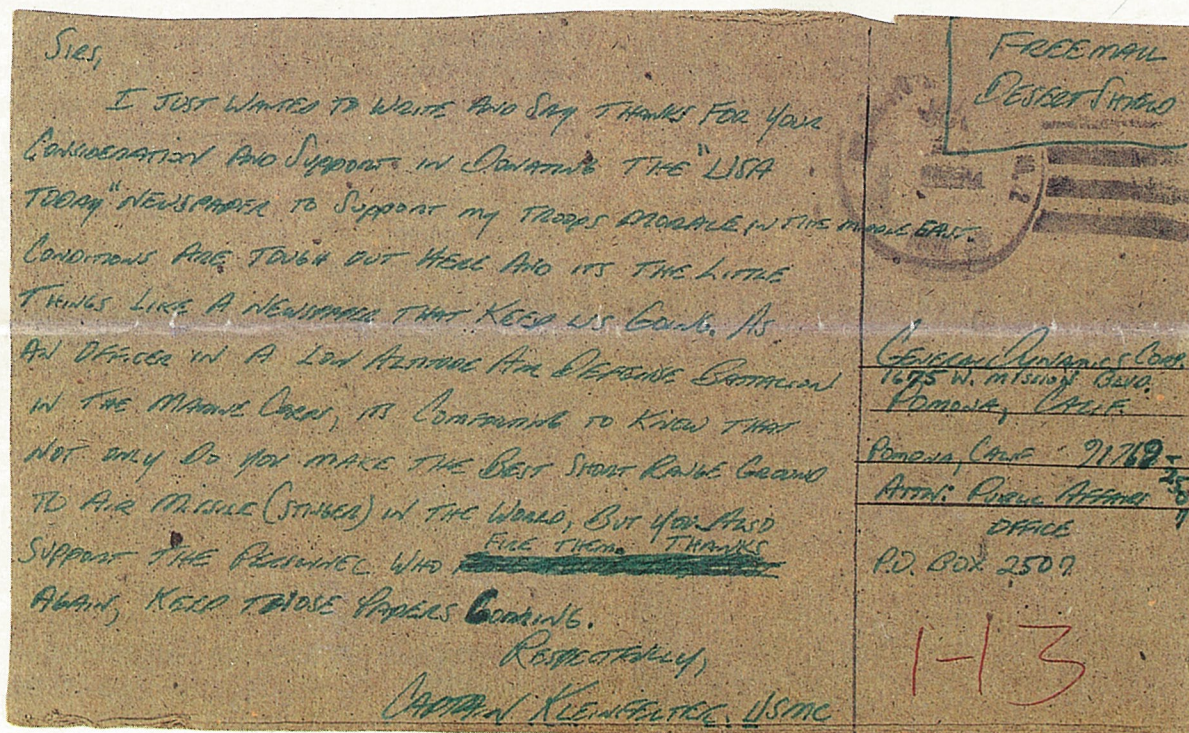 Sirs,
I JUST WANTED TO WRITE AND SAY THANKS FOR YOUR
CONSIDERATION AND SUPPORT IN DONATING THE "USA
TODAY" NEWSPAPER TO SUPPORT MY TROOPS MORALE IN THE MIDDLE EAST.
CONDITIONS ARE TOUGH OUT HERE AND ITS THE LITTLE
THINGS LIKE A NEWSPAPER THAT KEEP US GOING. AS
AN OFFICER IN A LOW ALTITUDE AIR DEFENSE BATTALION
IN THE MARINE CORPS, ITS COMFORTING TO KNOW THAT
NOT ONLY DO YOU MAKE THE BEST SHORT RANGE GROUND
TO AIR MISSILE (STINGER) IN THE WORLD, BUT YOU ALSO
SUPPORT THE PERSONNEL WHO FIRE THEM. THANKS
AGAIN, KEEP THOSE PAPERS COMING.
RESPECTFULLY,
CAPTAIN KLEINFELTER. USMC
FREE MAIL
DESERT SHIELD
GENERAL DYNAMICS CORP.
1675 W. MISSION BLVD.
POMONA, CALIF.
POMONA, CALIF. 91769-
ATTN: PUBLIC AFFAIRS
OFFICE
P.O. BOX 2507
1-13